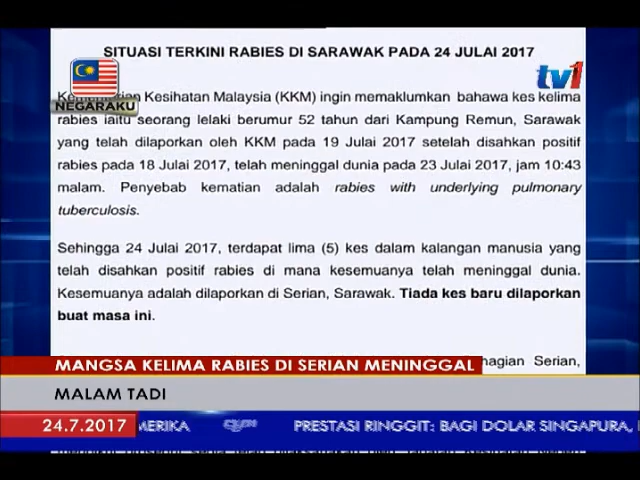 SITUASI TERKINI RABIES DI SARAWAK PADA 24 JULAI 2017
tv1
NEGARAKU
Kesihatan Malaysia (KKM) ingin memaklumkan bahawa kes kelima
rabies iaitu seorang lelaki berumur 52 tahun dari Kampung Remun, Sarawak
yang telah dilaporkan oleh KKM pada 19 Julai 2017 setelah disahkan positif
rabies pada 18 Julai 2017, telah meninggal dunia pada 23 Julai 2017, jam 10:43
malam. Penyebab kematian adalah rabies with underlying pulmonary
tuberculosis.
Sehingga 24 Julai 2017, terdapat lima (5) kes dalam kalangan manusia yang
telah disahkan positif rabies di mana kesemuanya telah meninggal dunia.
Kesemuanya adalah dilaporkan di Serian, Sarawak. Tiada kes baru dilaporkan
buat masa ini.
hagian Serian,
MANGSA KELIMA RABIES DI SERIAN MENINGGAL
MALAM TADI
24.7.2017 MERIKA PRESTASI RINGGIT: BAGI DOLAR SINGAPURA,